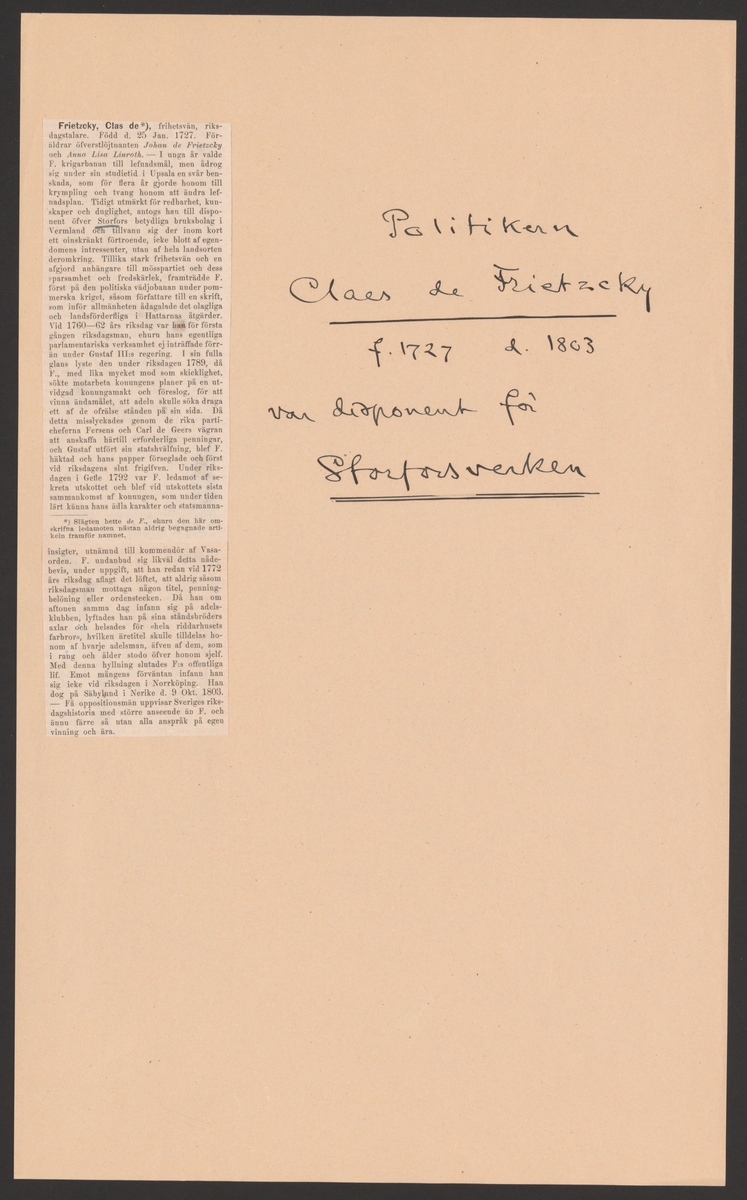 Frietzcky, Clas de*), frihetsvän, riks-
dagstalare. Född d. 25 Jan. 1727. För-
äldrar öfverstlöjtnanten Johan de Frietzcky
och Anna Lisa Linroth. — I unga år valde
F. krigarbanan till lefnadsmål, men ådrog
sig under sin studietid i Upsala en svår ben-
skada, som för flera år gjorde honom till
krympling och tvang honom att ändra lef-
nadsplan. Tidigt utmärkt för redbarhet, kun-
skaper och duglighet, antogs han till dispo-
nent öfver Storfors betydliga bruksbolag i
Vermland och tillvann sig der inom kort
ett oinskränkt förtroende, icke blott af egen-
domens intressenter, utan af hela landsorten
deromkring. Tillika stark frihetsvän och en
afgjord anhängare till mösspartiet och dess
sparsamhet och fredskärlek, framträdde F.
först på den politiska vädjobanan under pom-
merska kriget, såsom författare till en skrift,
som inför allmänheten ådagalade det olagliga
och landsförderfliga i Hattarnas åtgärder.
Vid 1760—62 års riksdag var han för första
gången riksdagsman, ehuru hans egentliga
parlamentariska verksamhet ej inträffade förr-
än under Gustaf III:s regering. I sin fulla
glans lyste den under riksdagen 1789, då
F., med lika mycket mod som skicklighet,
sökte motarbeta konungens planer på en ut-
vidgad konungamakt och föreslog, för att
vinna ändamålet, att adeln skulle söka draga
ett af de ofrälse stånden på sin sida. Då
detta misslyckades genom de rika parti-
cheferna Fersens och Carl de Geers vägran
att anskaffa härtill erforderliga penningar,
och Gustaf utfört sin statshvälfning, blef F.
häktad och hans papper förseglade och först
vid riksdagens slut frigifven. Under riks-
dagen i Gefle 1792 var F. ledamot af se-
kreta utskottet och blef vid utskottets sista
sammankomst af konungen, som under tiden
lärt känna hans ädla karakter och statsmanna-
*) Slägten hette de F., ehuru den här om-
skrifna ledamoten nästan aldrig begagnade arti-
keln framför namnet.
insigter, utnämnd till kommendör af Vasa-
orden. F. undanbad sig likväl detta nåde-
bevis, under uppgift, att han redan vid 1772
års riksdag aflagt det löftet, att aldrig såsom
riksdagsman mottaga någon titel, penning-
belöning eller ordenstecken. Då han om
aftonen samma dag infann sig på adels-
klubben, lyftades han på sina ståndsbröders
axlar och helsades för »hela riddarhusets
farbror», hvilken äretitel skulle tilldelas ho-
nom af hvarje adelsman, äfven af dem, som
i rang och ålder stodo öfver honom sjelf.
Med denna hyllning slutades F:s offentliga
lif. Emot mångens förväntan infann han
sig icke vid riksdagen i Norrköping. Han
dog på Säbylund i Nerike d. 9 Okt. 1803.
— Få oppositionsmän uppvisar Sveriges riks-
dagshistoria med större anseende än F. och
ännu färre så utan alla anspråk på egen
vinning och ära.
Politikern
Claes de Frietzcky
f. 1727 d. 1803
var disponent för
Storforsverken